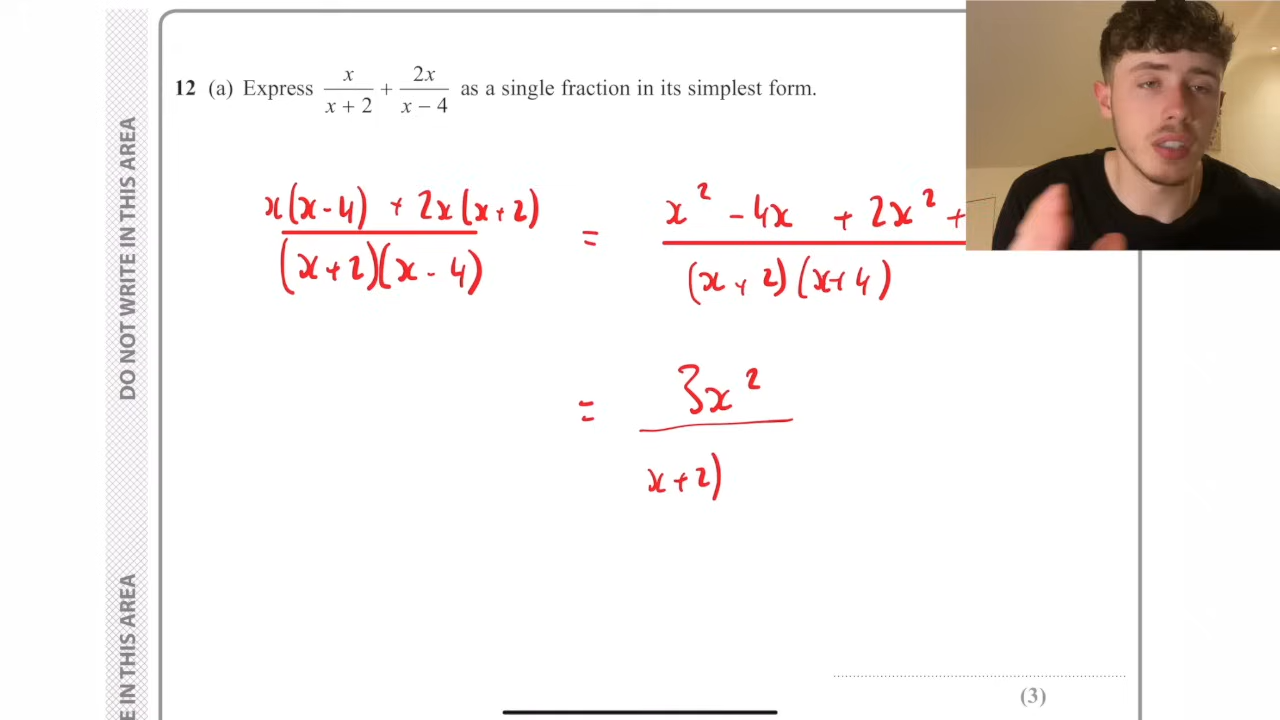 DO NOT WRITE IN THIS AREA
E IN THIS AREA
12 (a) Express x/(x + 2) + 2x/(x − 4) as a single fraction in its simplest form.
x(x-4) + 2x(x+2) / (x+2)(x-4) = x² - 4x + 2x² + / (x+2)(x+4)
= 3x² / x+2)
(3)